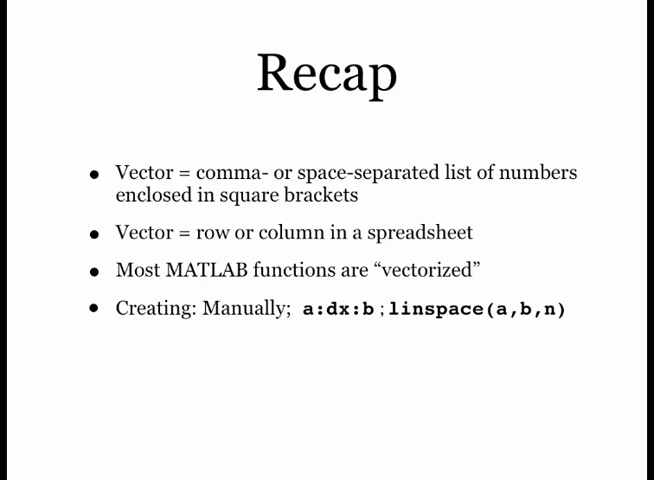 Recap
• Vector = comma- or space-separated list of numbers
enclosed in square brackets
• Vector = row or column in a spreadsheet
• Most MATLAB functions are “vectorized”
• Creating: Manually; a:dx:b ; linspace(a,b,n)